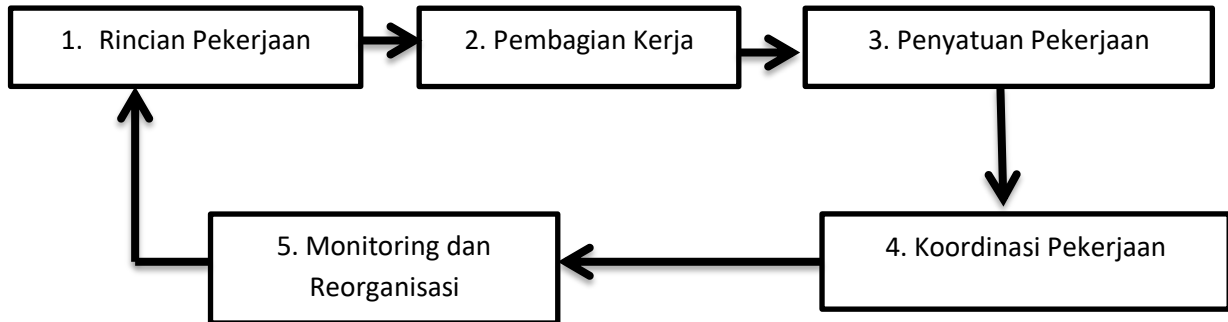 1. Rincian Pekerjaan
2. Pembagian Kerja
3. Penyatuan Pekerjaan
4. Koordinasi Pekerjaan
5. Monitoring dan
Reorganisasi